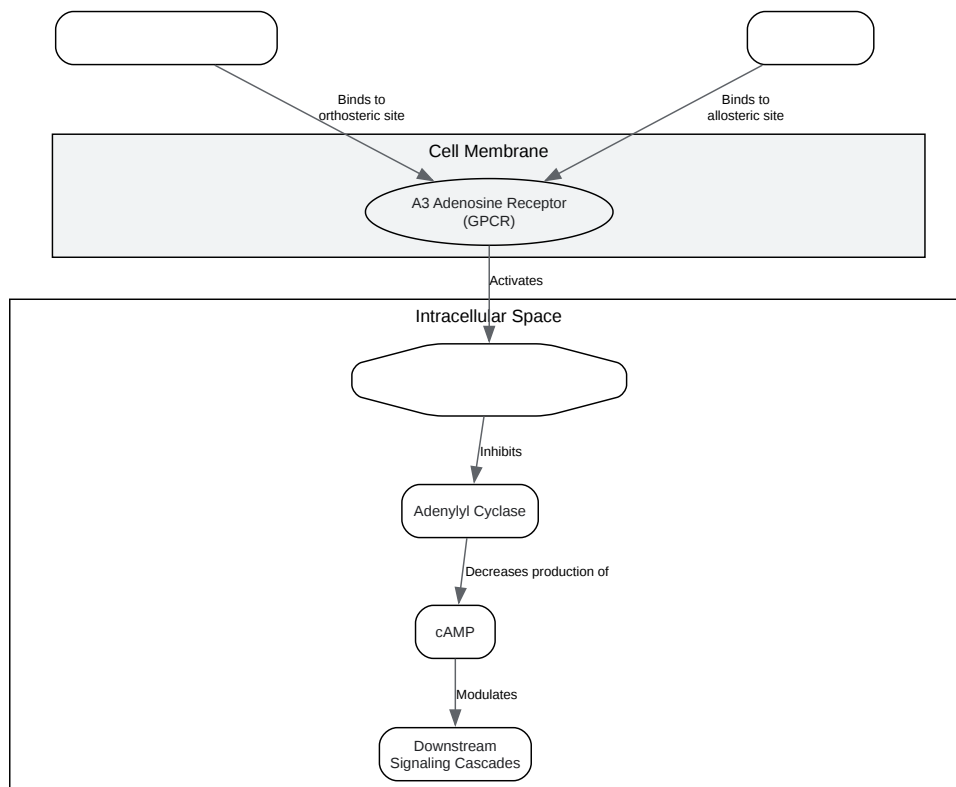 Binds to
orthosteric site
Binds to
allosteric site
Cell Membrane
A3 Adenosine Receptor
(GPCR)
Activates
Intracellular Space
Inhibits
Adenylyl Cyclase
Decreases production of
cAMP
Modulates
Downstream
Signaling Cascades